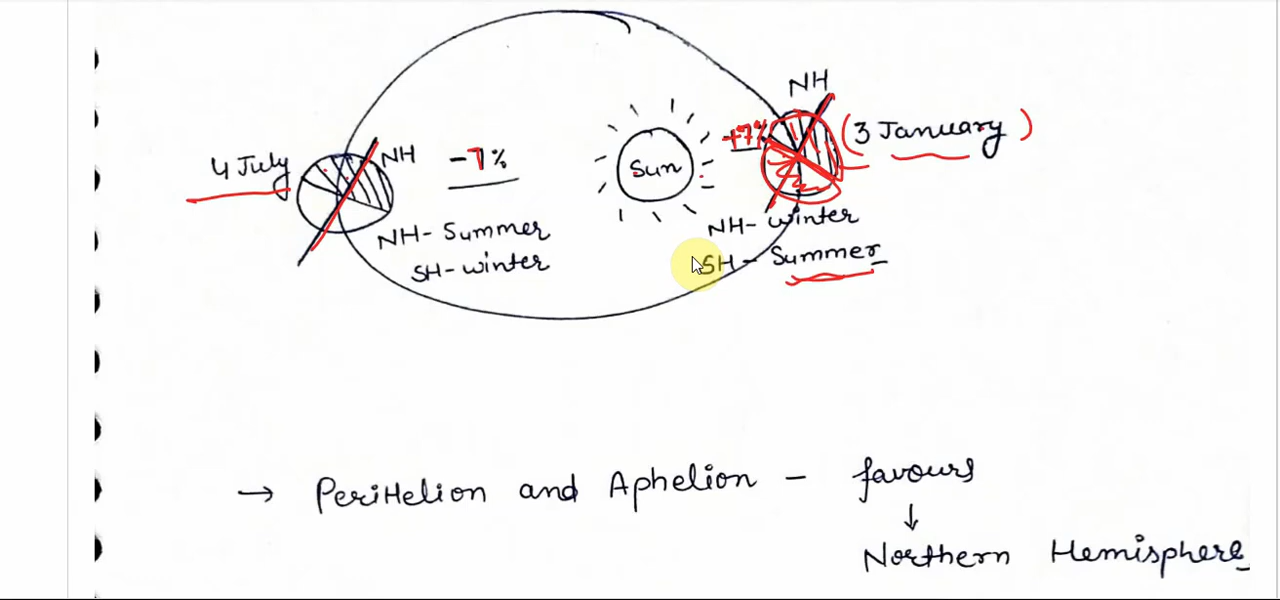 NH
+7% (3 January)
4 July NH -7% Sun
NH- Summer
SH-winter
NH- winter
SH- Summer
→ PeriHelion and Aphelion - favours
↓
Northern Hemisphere